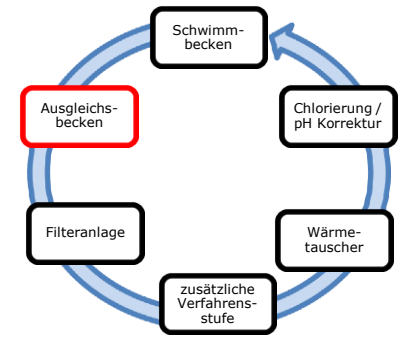 Schwimm-
becken
Ausgleichs-
becken
Chlorierung /
pH Korrektur
Filteranlage
Wärme-
tauscher
zusätzliche
Verfahrens-
stufe